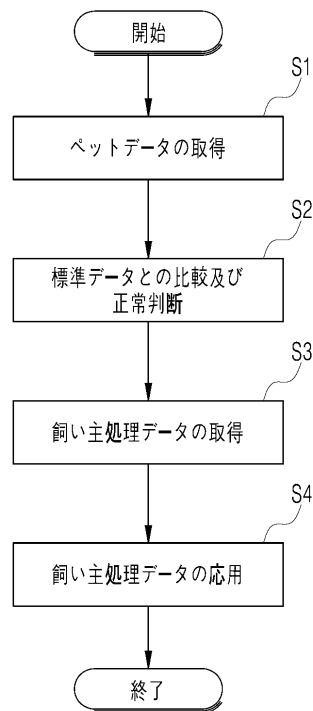 開始
S1
ペットデータの取得
S2
標準データとの比較及び
正常判断
S3
飼い主処理データの取得
S4
飼い主処理データの応用
終了